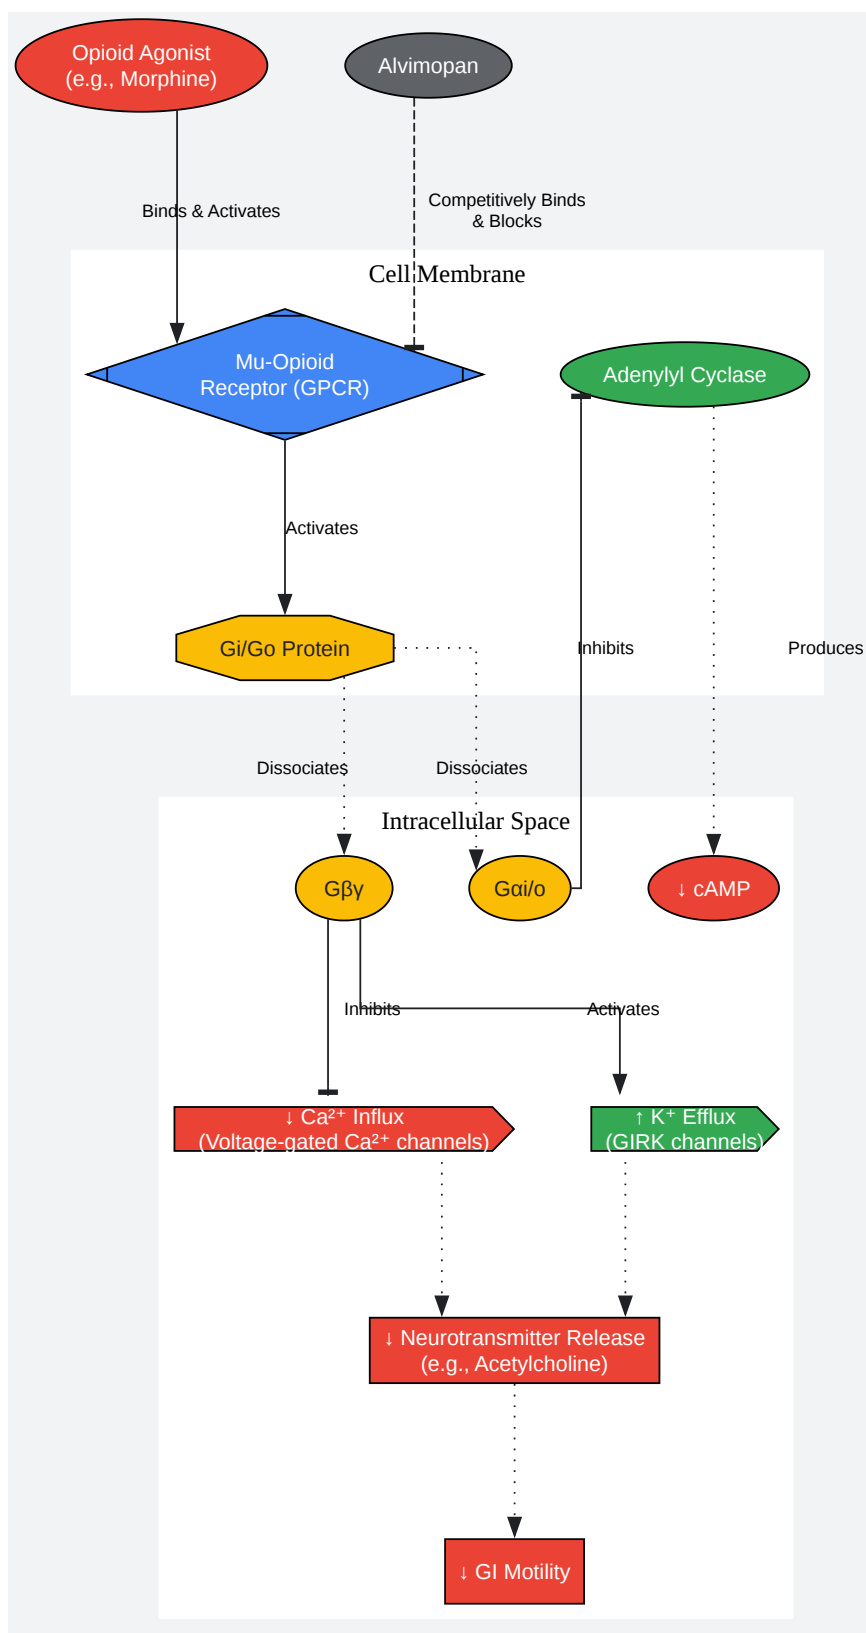 Opioid Agonist
(e.g., Morphine)
Alvimopan
Binds & Activates
Competitively Binds
& Blocks
Cell Membrane
Mu-Opioid
Receptor (GPCR)
Adenylyl Cyclase
Activates
Gi/Go Protein
Inhibits
Produces
Dissociates
Dissociates
Intracellular Space
Gβγ
Gαi/o
↓ cAMP
Inhibits
Activates
↓ Ca²⁺ Influx
(Voltage-gated Ca²⁺ channels)
↑ K⁺ Efflux
(GIRK channels)
↓ Neurotransmitter Release
(e.g., Acetylcholine)
↓ GI Motility